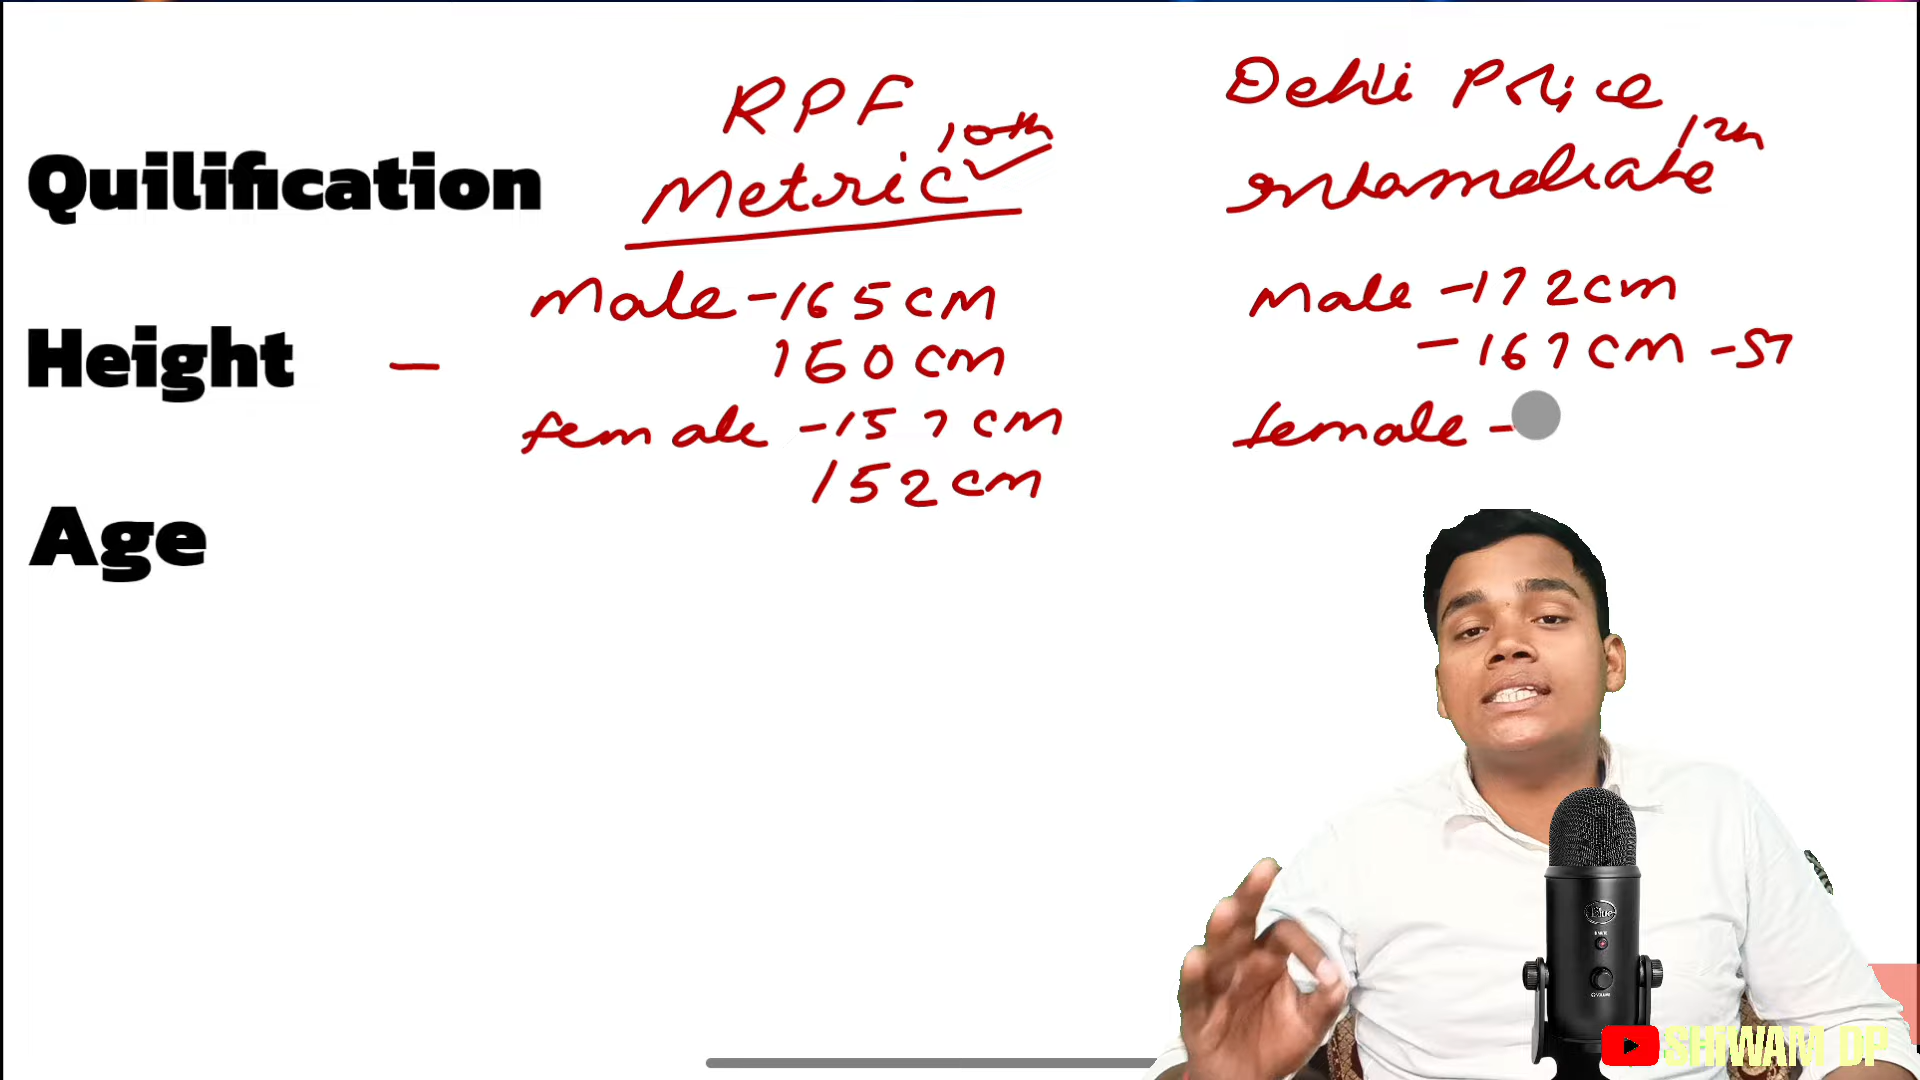 RPF
Delhi Police
Quilification
Metric 10th
intermediate 12th
Height -
Male - 165 cm
160 cm
female - 157 cm
152 cm
Male - 172 cm
- 167 cm - ST
female -
Age
Blue
SHIWAM DP